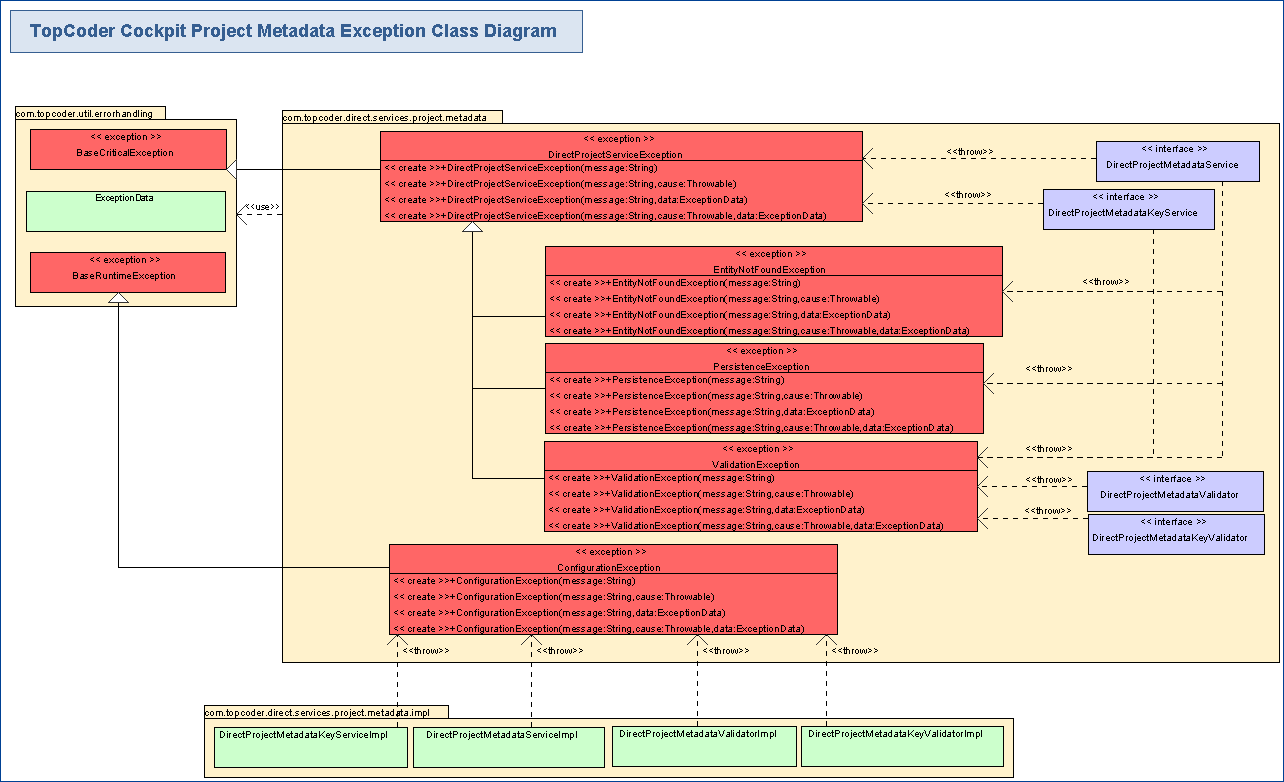 TopCoder Cockpit Project Metadata Exception Class Diagram
com.topcoder.util.errorhandling
<< exception >>
BaseCriticalException
ExceptionData
<< exception >>
BaseRuntimeException
<<use>>
com.topcoder.direct.services.project.metadata
<< exception >>
DirectProjectServiceException
<< create >>+DirectProjectServiceException(message:String)
<< create >>+DirectProjectServiceException(message:String,cause:Throwable)
<< create >>+DirectProjectServiceException(message:String,data:ExceptionData)
<< create >>+DirectProjectServiceException(message:String,cause:Throwable,data:ExceptionData)
<<throw>>
<< interface >>
DirectProjectMetadataService
<<throw>>
<< interface >>
DirectProjectMetadataKeyService
<< exception >>
EntityNotFoundException
<< create >>+EntityNotFoundException(message:String)
<< create >>+EntityNotFoundException(message:String,cause:Throwable)
<< create >>+EntityNotFoundException(message:String,data:ExceptionData)
<< create >>+EntityNotFoundException(message:String,cause:Throwable,data:ExceptionData)
<<throw>>
<< exception >>
PersistenceException
<< create >>+PersistenceException(message:String)
<< create >>+PersistenceException(message:String,cause:Throwable)
<< create >>+PersistenceException(message:String,data:ExceptionData)
<< create >>+PersistenceException(message:String,cause:Throwable,data:ExceptionData)
<<throw>>
<< exception >>
ValidationException
<< create >>+ValidationException(message:String)
<< create >>+ValidationException(message:String,cause:Throwable)
<< create >>+ValidationException(message:String,data:ExceptionData)
<< create >>+ValidationException(message:String,cause:Throwable,data:ExceptionData)
<<throw>>
<<throw>>
<< interface >>
DirectProjectMetadataValidator
<<throw>>
<< interface >>
DirectProjectMetadataKeyValidator
<< exception >>
ConfigurationException
<< create >>+ConfigurationException(message:String)
<< create >>+ConfigurationException(message:String,cause:Throwable)
<< create >>+ConfigurationException(message:String,data:ExceptionData)
<< create >>+ConfigurationException(message:String,cause:Throwable,data:ExceptionData)
<<throw>>
<<throw>>
<<throw>>
<<throw>>
com.topcoder.direct.services.project.metadata.impl
DirectProjectMetadataKeyServiceImpl
DirectProjectMetadataServiceImpl
DirectProjectMetadataValidatorImpl
DirectProjectMetadataKeyValidatorImpl